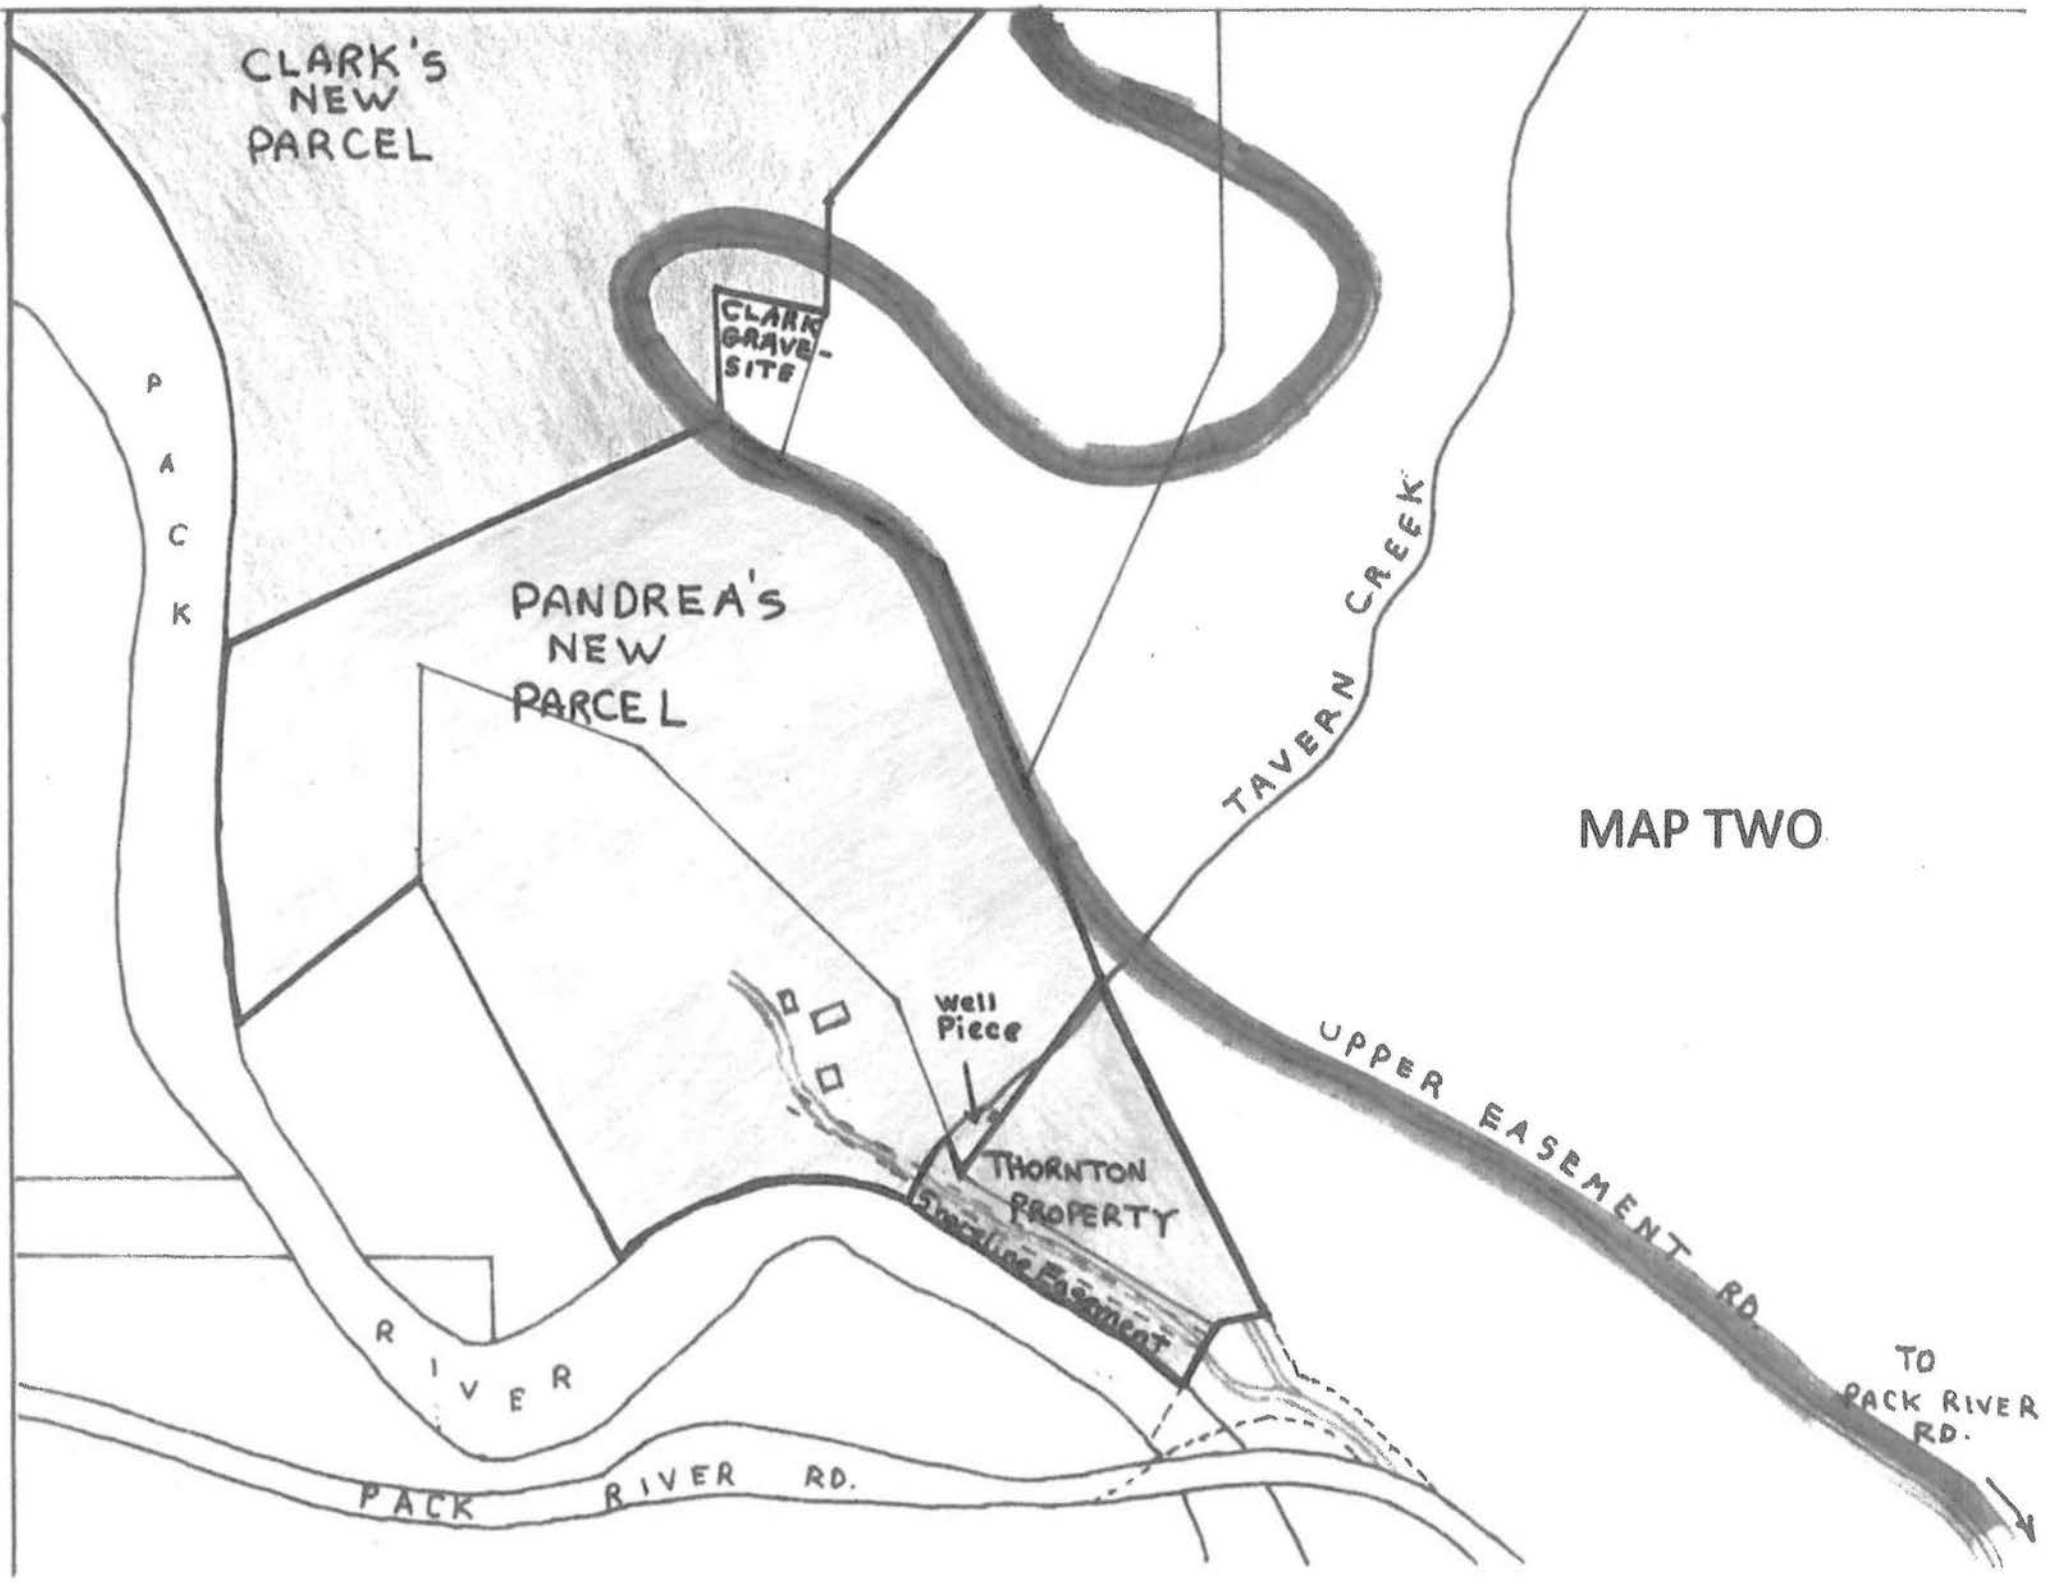 CLARK'S
NEW
PARCEL
CLARK
GRAVE-
SITE
PACK
RIVER
PANDREA'S
NEW
PARCEL
TAVERN CREEK
MAP TWO
Well
Piece
THORNTON
PROPERTY
Shoreline Easement
UPPER EASEMENT RD.
TO
PACK RIVER
RD.
PACK RIVER RD.